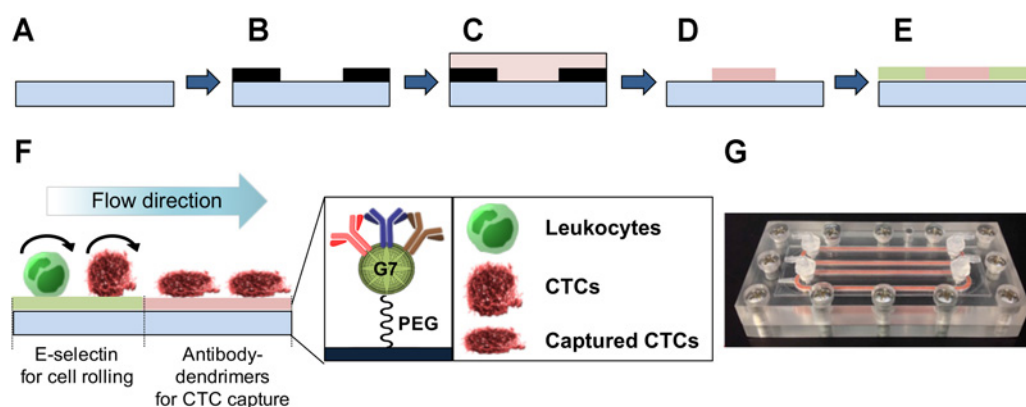 A
B
C
D
E
F
Flow direction
E-selectin
for cell rolling
Antibody-
dendrimers
for CTC capture
G7
PEG
Leukocytes
CTCs
Captured CTCs
G